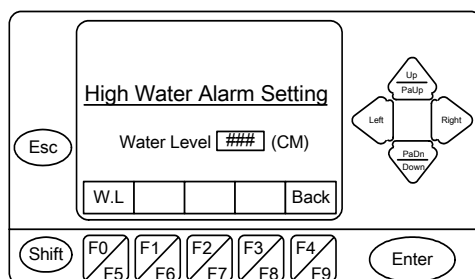 High Water Alarm Setting
Water Level ### (CM)
W.L Back
Esc
Up
PaUp
Left
Right
PaDn
Down
Shift
F0 F1 F2 F3 F4
F5 F6 F7 F8 F9
Enter